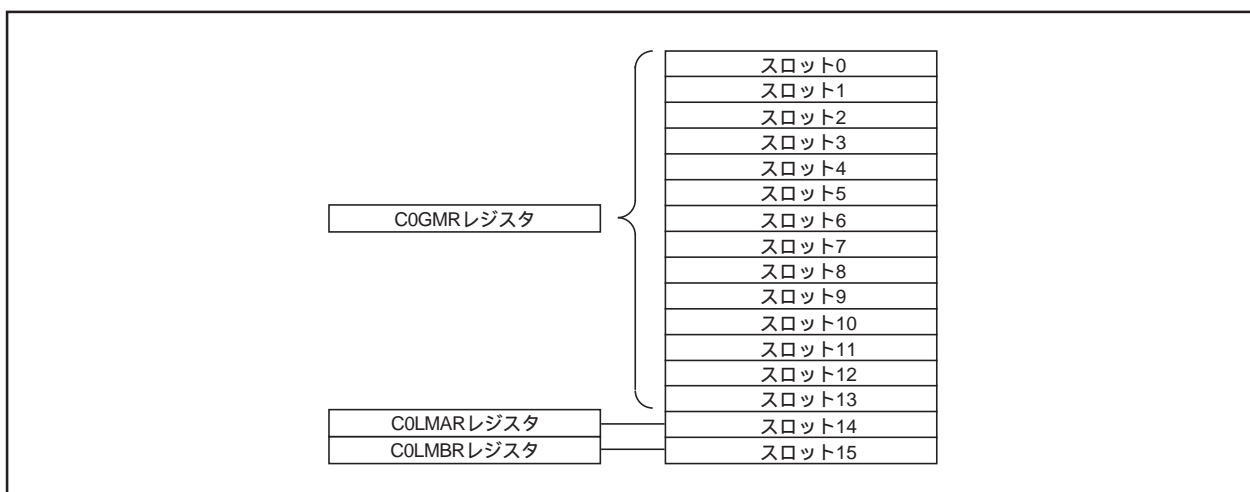 スロット0
スロット1
スロット2
スロット3
スロット4
スロット5
C0GMRレジスタ
スロット6
スロット7
スロット8
スロット9
スロット10
スロット11
スロット12
スロット13
C0LMARレジスタ
スロット14
C0LMBRレジスタ
スロット15